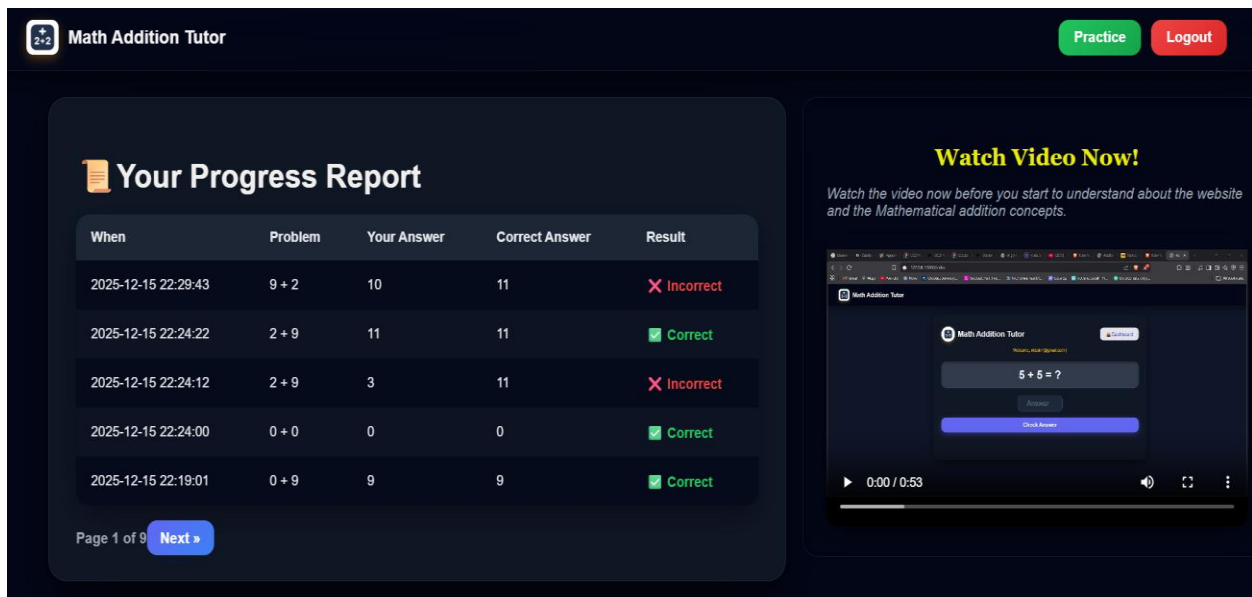 2+2
Math Addition Tutor
Practice
Logout
Your Progress Report
When Problem Your Answer Correct Answer Result
2025-12-15 22:29:43 9 + 2 10 11 Incorrect
2025-12-15 22:24:22 2 + 9 11 11 Correct
2025-12-15 22:24:12 2 + 9 3 11 Incorrect
2025-12-15 22:24:00 0 + 0 0 0 Correct
2025-12-15 22:19:01 0 + 9 9 9 Correct
Page 1 of 9 Next »
Watch Video Now!
Watch the video now before you start to understand about the website
and the Mathematical addition concepts.
Math Addition Tutor
Math Addition Tutor
Dashboard
5 + 5 = ?
Answer
Check Answer
0:00 / 0:53